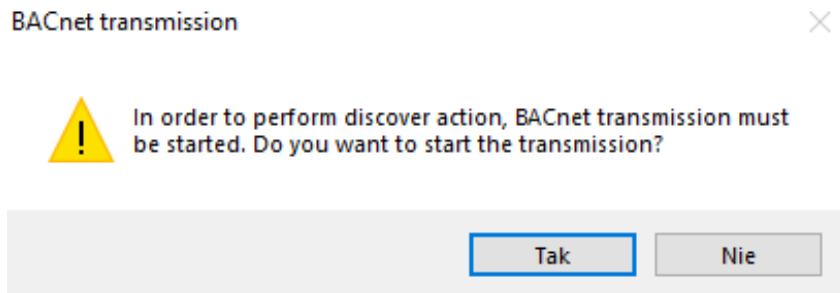 BACnet transmission
In order to perform discover action, BACnet transmission must
be started. Do you want to start the transmission?
Tak
Nie